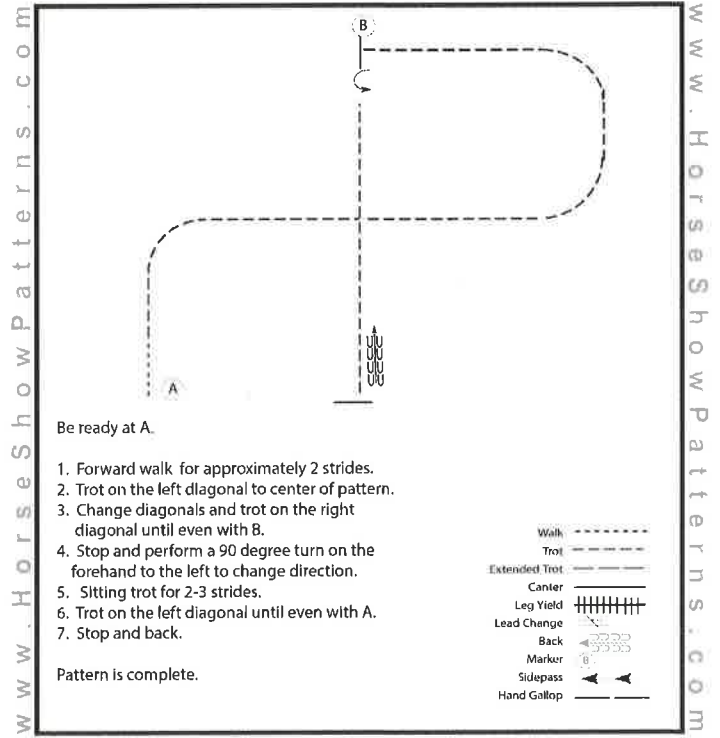 www.HorseShowPatterns.com
www.HorseShowPatterns.com
B
A
Be ready at A.
1. Forward walk for approximately 2 strides.
2. Trot on the left diagonal to center of pattern.
3. Change diagonals and trot on the right
diagonal until even with B.
4. Stop and perform a 90 degree turn on the
forehand to the left to change direction.
5. Sitting trot for 2-3 strides.
6. Trot on the left diagonal until even with A.
7. Stop and back.
Pattern is complete.
Walk
Trot
Extended Trot
Canter
Leg Yield
Lead Change
Back
Marker B
Sidepass
Hand Gallop